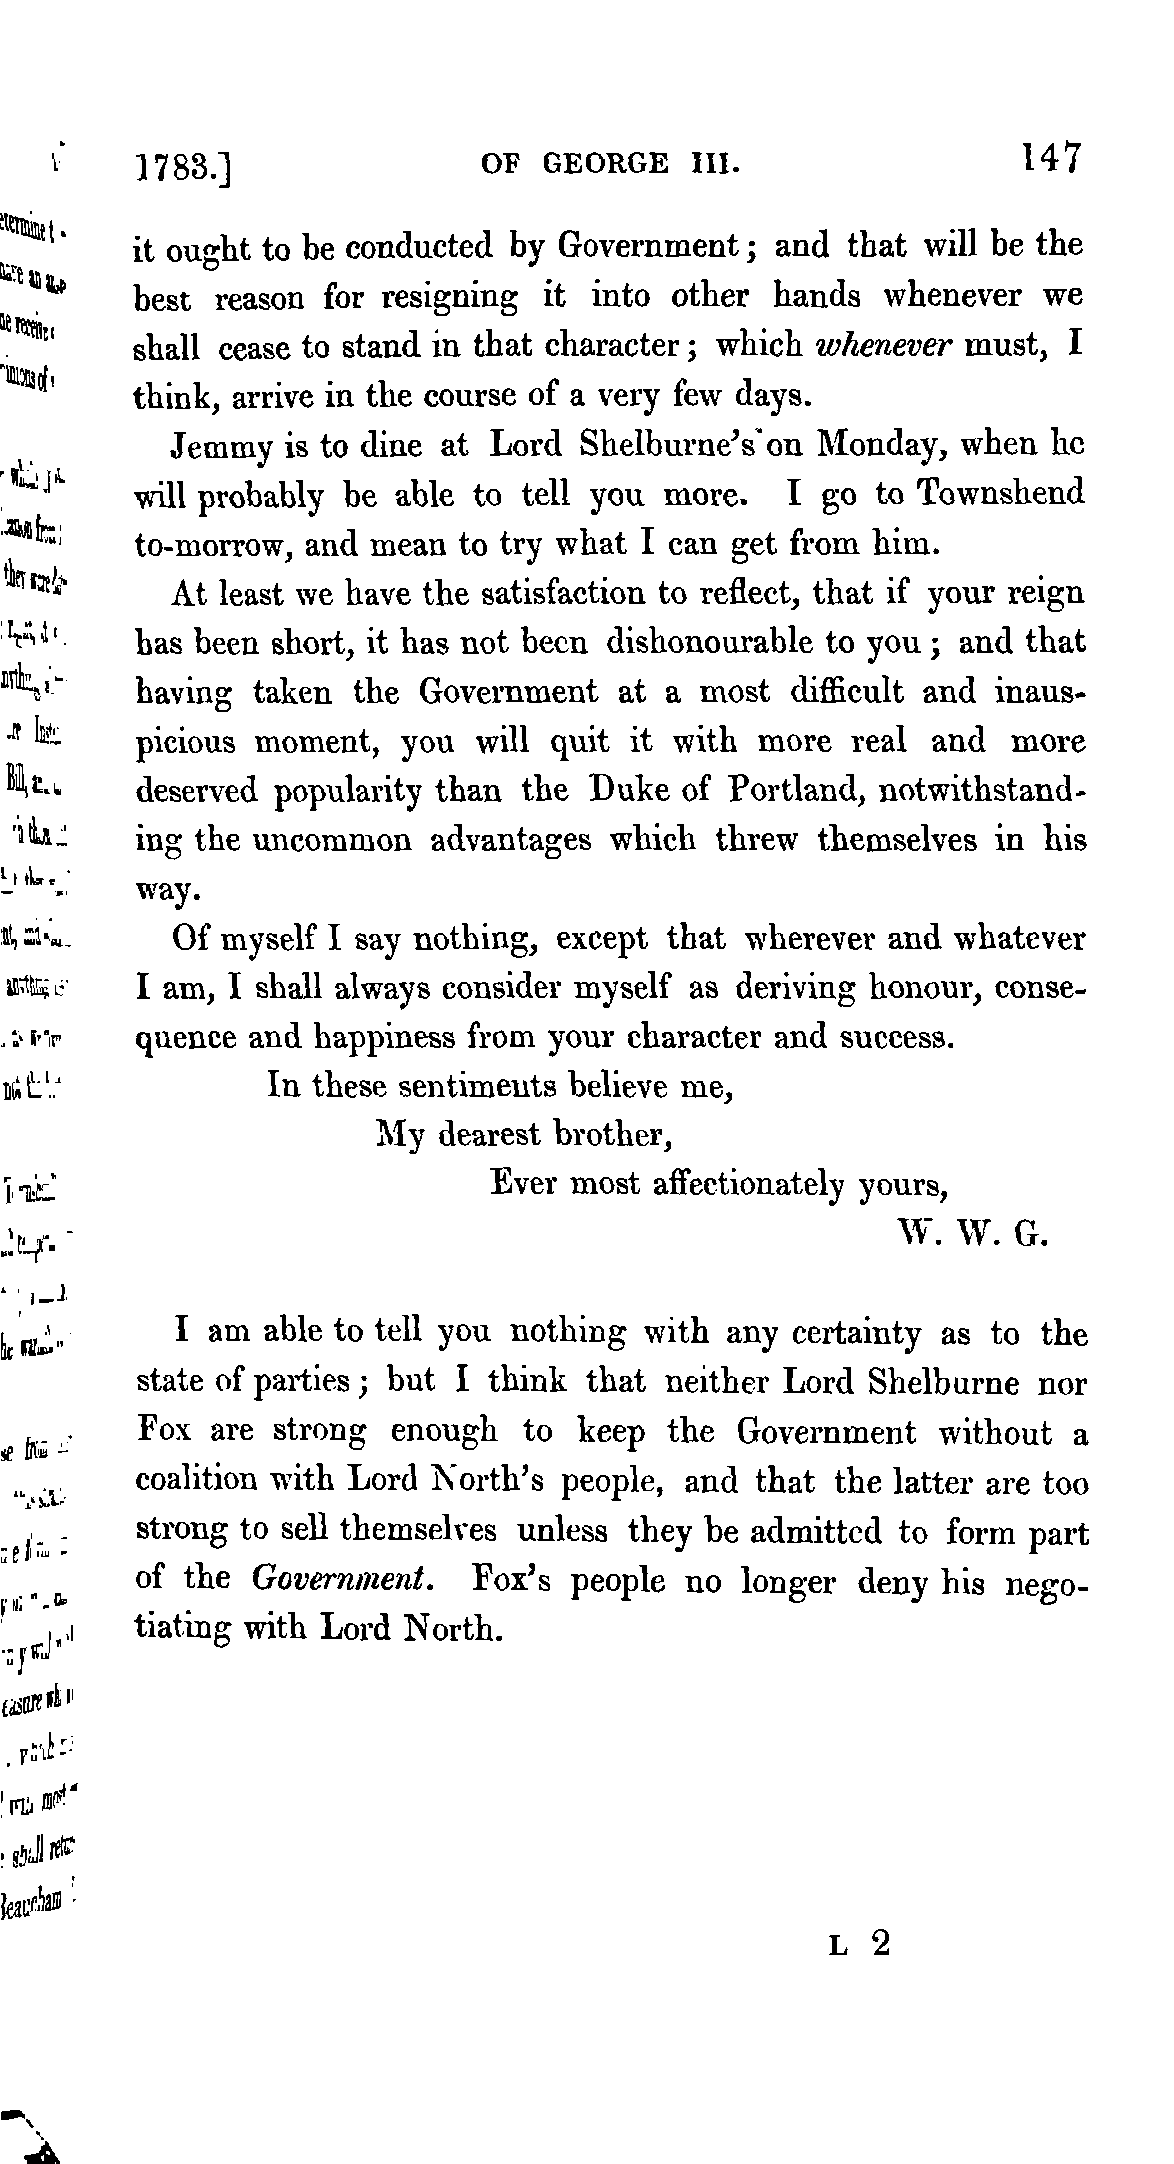 1783.] OF GEORGE III. 147
it ought to be conducted by Government; and that will be the
best reason for resigning it into other hands whenever we
shall cease to stand in that character; which whenever must, I
think, arrive in the course of a very few days.
Jemmy is to dine at Lord Shelburne's on Monday, when he
will probably be able to tell you more. I go to Townshend
to-morrow, and mean to try what I can get from him.
At least we have the satisfaction to reflect, that if your reign
has been short, it has not been dishonourable to you; and that
having taken the Government at a most difficult and inaus-
picious moment, you will quit it with more real and more
deserved popularity than the Duke of Portland, notwithstand-
ing the uncommon advantages which threw themselves in his
way.
Of myself I say nothing, except that wherever and whatever
I am, I shall always consider myself as deriving honour, conse-
quence and happiness from your character and success.
In these sentiments believe me,
My dearest brother,
Ever most affectionately yours,
W. W. G.
I am able to tell you nothing with any certainty as to the
state of parties; but I think that neither Lord Shelburne nor
Fox are strong enough to keep the Government without a
coalition with Lord North's people, and that the latter are too
strong to sell themselves unless they be admitted to form part
of the Government. Fox's people no longer deny his nego-
tiating with Lord North.
L 2